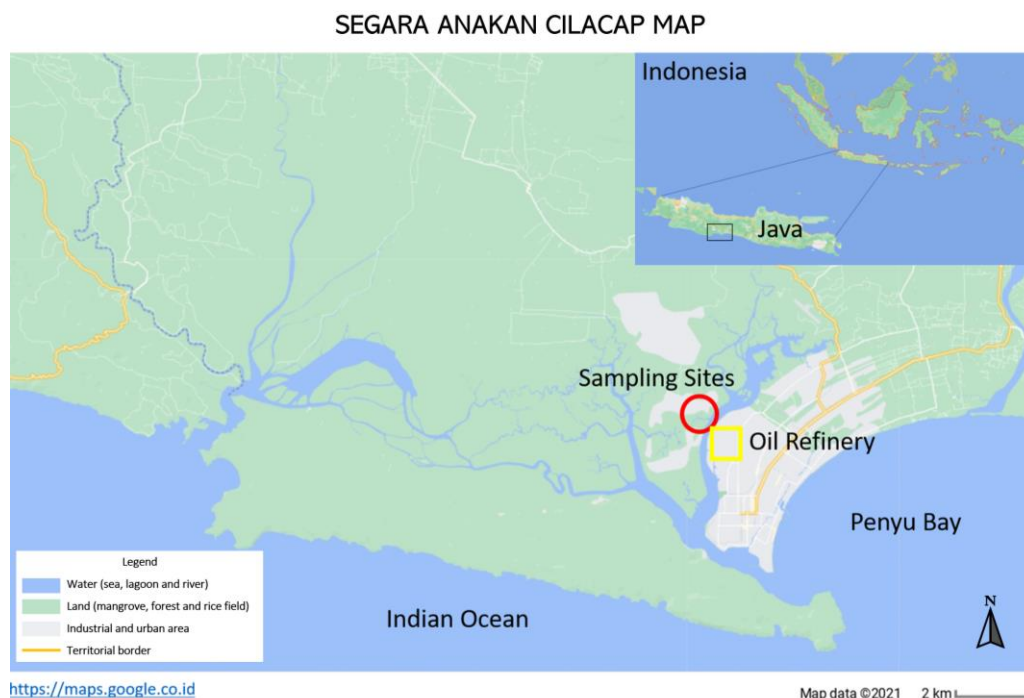 SEGARA ANAKAN CILACAP MAP
Indonesia
Java
Sampling Sites
Oil Refinery
Penyu Bay
Indian Ocean
Legend
Water (sea, lagoon and river)
Land (mangrove, forest and rice field)
Industrial and urban area
Territorial border
N
https://maps.google.co.id
Map data ©2021
2 km